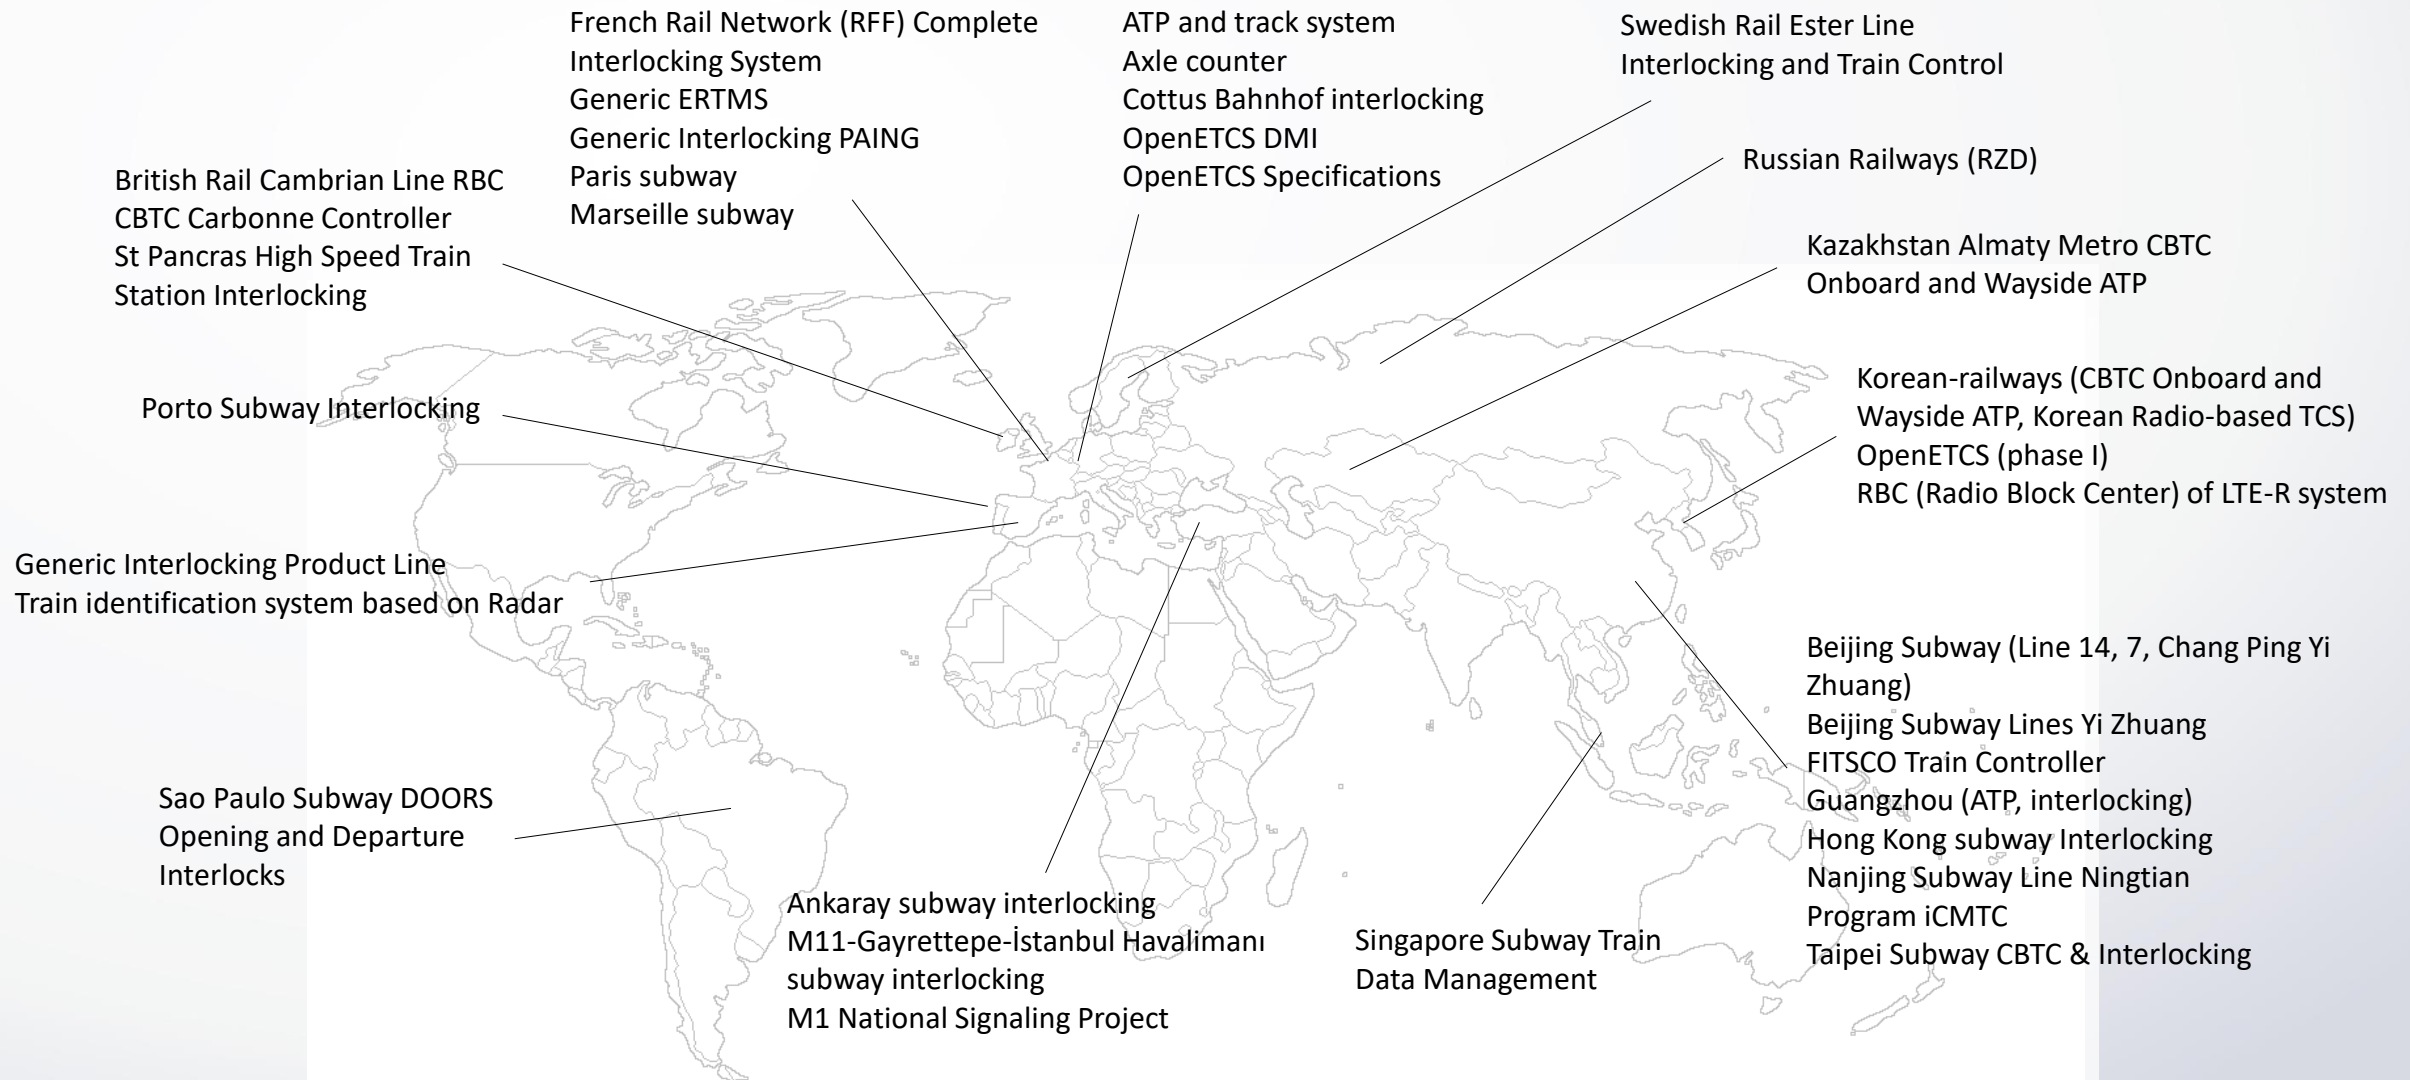 French Rail Network (RFF) Complete
Interlocking System
Generic ERTMS
Generic Interlocking PAING
Paris subway
Marseille subway
ATP and track system
Axle counter
Cottus Bahnhof interlocking
OpenETCS DMI
OpenETCS Specifications
Swedish Rail Ester Line
Interlocking and Train Control
Russian Railways (RZD)
British Rail Cambrian Line RBC
CBTC Carbonne Controller
St Pancras High Speed Train
Station Interlocking
Kazakhstan Almaty Metro CBTC
Onboard and Wayside ATP
Porto Subway Interlocking
Korean-railways (CBTC Onboard and
Wayside ATP, Korean Radio-based TCS)
OpenETCS (phase I)
RBC (Radio Block Center) of LTE-R system
Generic Interlocking Product Line
Train identification system based on Radar
Beijing Subway (Line 14, 7, Chang Ping Yi
Zhuang)
Beijing Subway Lines Yi Zhuang
FITSCO Train Controller
Guangzhou (ATP, interlocking)
Hong Kong subway Interlocking
Nanjing Subway Line Ningtian
Program iCMTC
Taipei Subway CBTC & Interlocking
Sao Paulo Subway DOORS
Opening and Departure
Interlocks
Ankaray subway interlocking
M11-Gayrettepe-İstanbul Havalimanı
subway interlocking
M1 National Signaling Project
Singapore Subway Train
Data Management